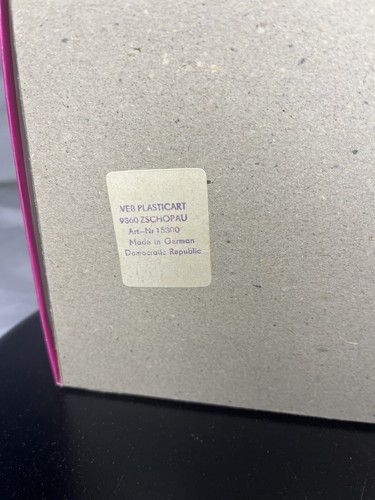 VEB PLASTICART
9360 ZSCHOPAU
Art-Nr 15300
Made in German
Democratic Republic